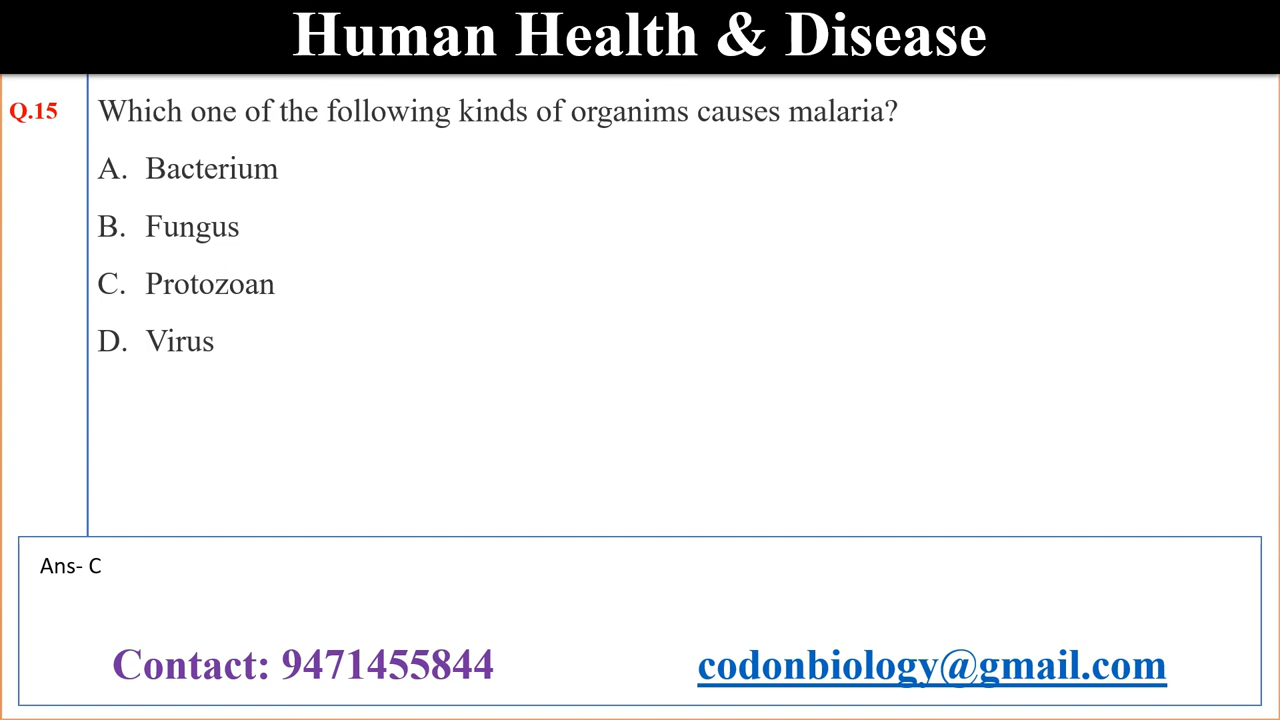 Human Health & Disease
Q.15 Which one of the following kinds of organims causes malaria?
A. Bacterium
B. Fungus
C. Protozoan
D. Virus
Ans- C
Contact: 9471455844 codonbiology@gmail.com